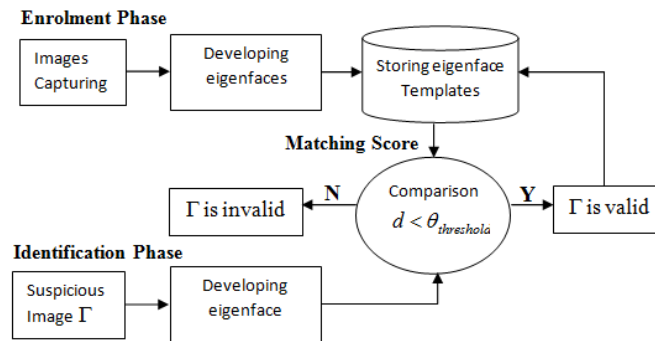 Enrolment Phase
Images
Capturing
Developing
eigenfaces
Storing eigenface
Templates
Matching Score
N
Comparison
d < θthreshola
Y
Γ is invalid
Γ is valid
Identification Phase
Suspicious
Image Γ
Developing
eigenface